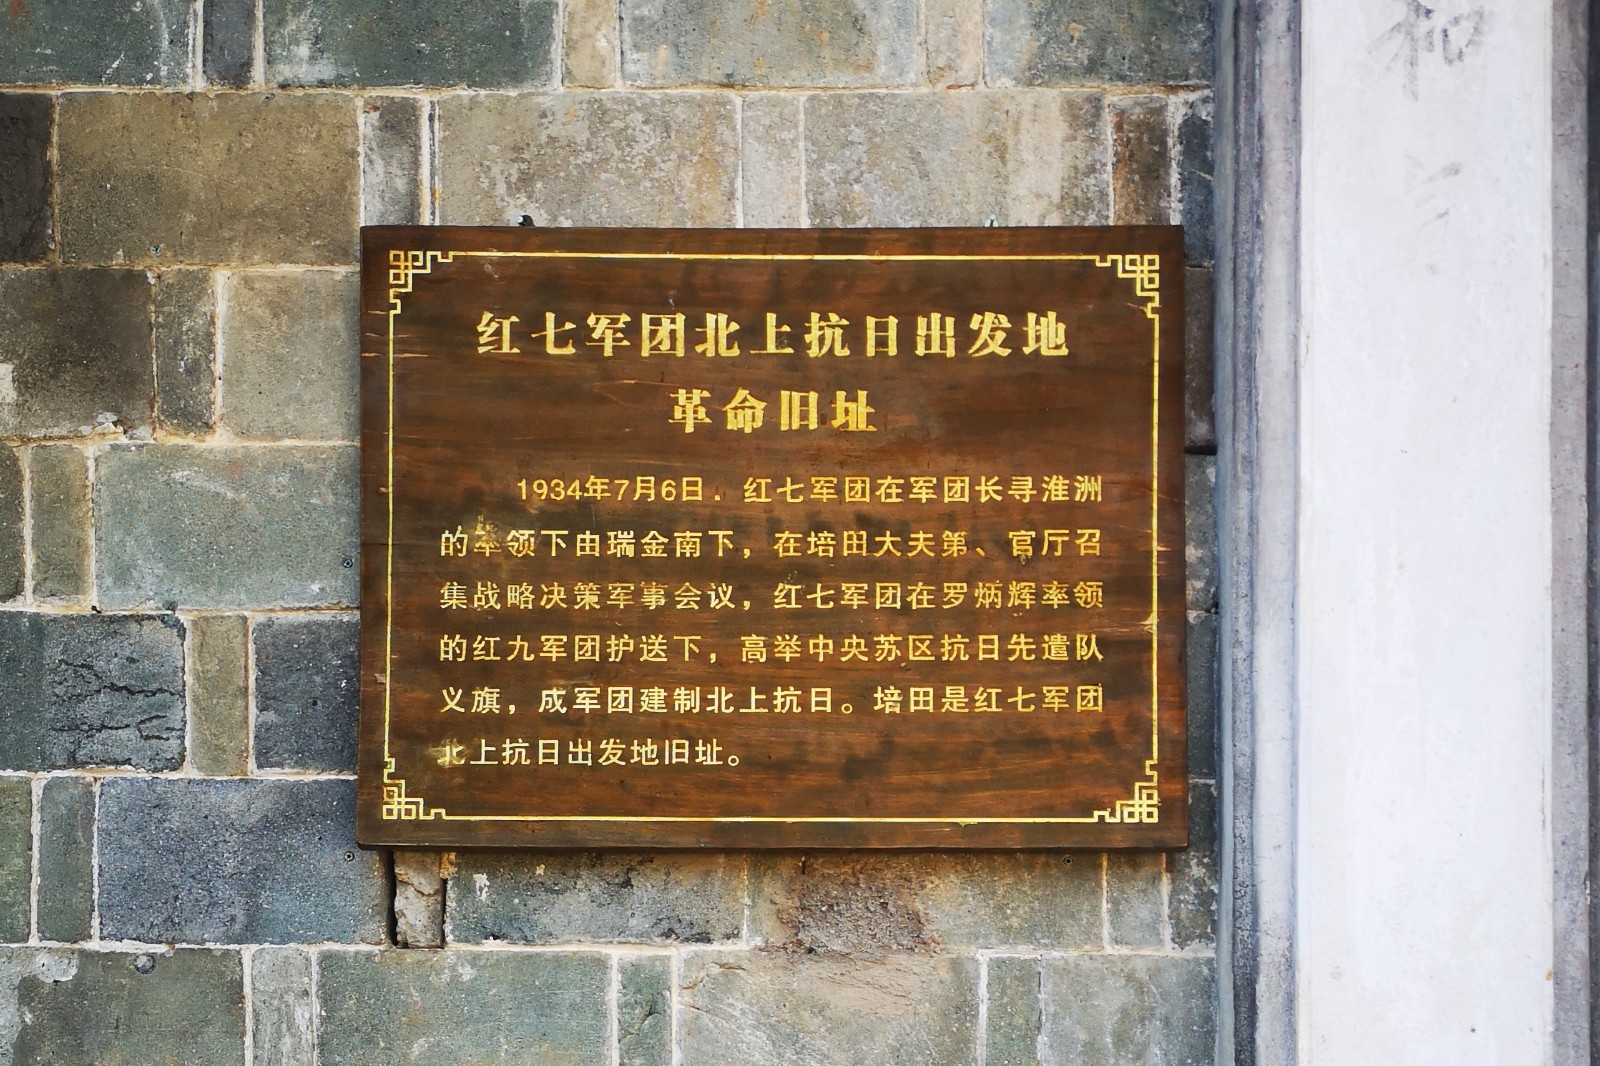 和
红七军团北上抗日出发地
革命旧址
1934年7月6日．红七军团在军团长寻淮洲
的率领下由瑞金南下，在培田大夫第、官厅召
集战略决策军事会议，红七军团在罗炳辉率领
的红九军团护送下，高举中央苏区抗日先遣队
义旗，成军团建制北上抗日。培田是红七军团
北上抗日出发地旧址。